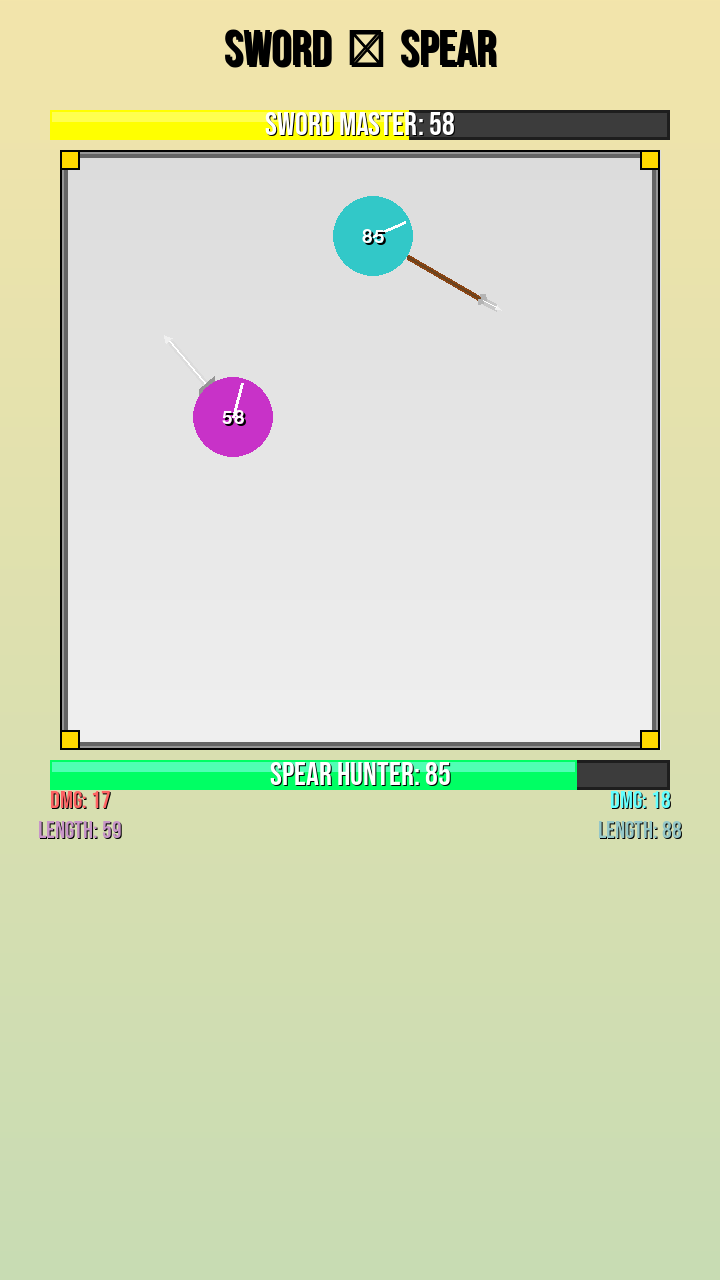 SWORD ☒ SPEAR
SWORD MASTER: 58
85
58
SPEAR HUNTER: 85
DMG: 17
DMG: 18
LENGTH: 59
LENGTH: 88